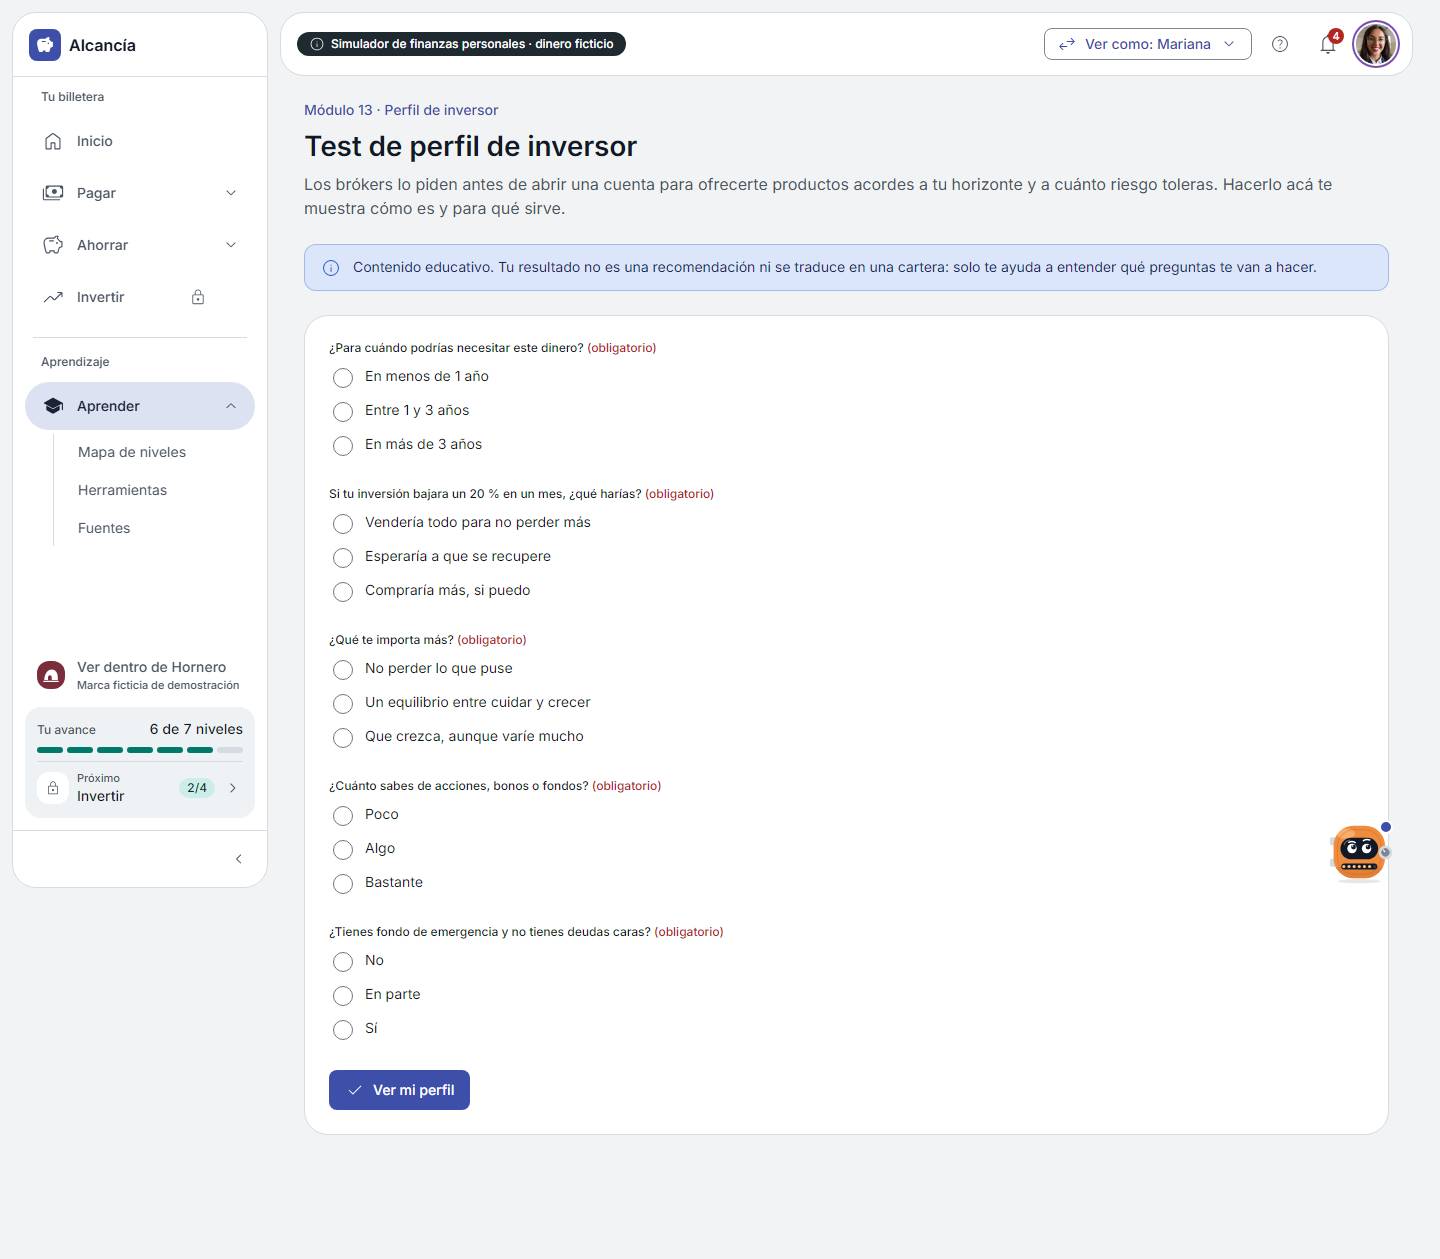 Alcancía
Simulador de finanzas personales · dinero ficticio
Ver como: Mariana
4
Tu billetera
Inicio
Pagar
Ahorrar
Invertir
Aprendizaje
Aprender
Mapa de niveles
Herramientas
Fuentes
Ver dentro de Hornero
Marca ficticia de demostración
Tu avance
6 de 7 niveles
Próximo
Invertir
2/4
Módulo 13 · Perfil de inversor
Test de perfil de inversor
Los brókers lo piden antes de abrir una cuenta para ofrecerte productos acordes a tu horizonte y a cuánto riesgo toleras. Hacerlo acá te
muestra cómo es y para qué sirve.
Contenido educativo. Tu resultado no es una recomendación ni se traduce en una cartera: solo te ayuda a entender qué preguntas te van a hacer.
¿Para cuándo podrías necesitar este dinero? (obligatorio)
En menos de 1 año
Entre 1 y 3 años
En más de 3 años
Si tu inversión bajara un 20 % en un mes, ¿qué harías? (obligatorio)
Vendería todo para no perder más
Esperaría a que se recupere
Compraría más, si puedo
¿Qué te importa más? (obligatorio)
No perder lo que puse
Un equilibrio entre cuidar y crecer
Que crezca, aunque varíe mucho
¿Cuánto sabes de acciones, bonos o fondos? (obligatorio)
Poco
Algo
Bastante
¿Tienes fondo de emergencia y no tienes deudas caras? (obligatorio)
No
En parte
Sí
Ver mi perfil